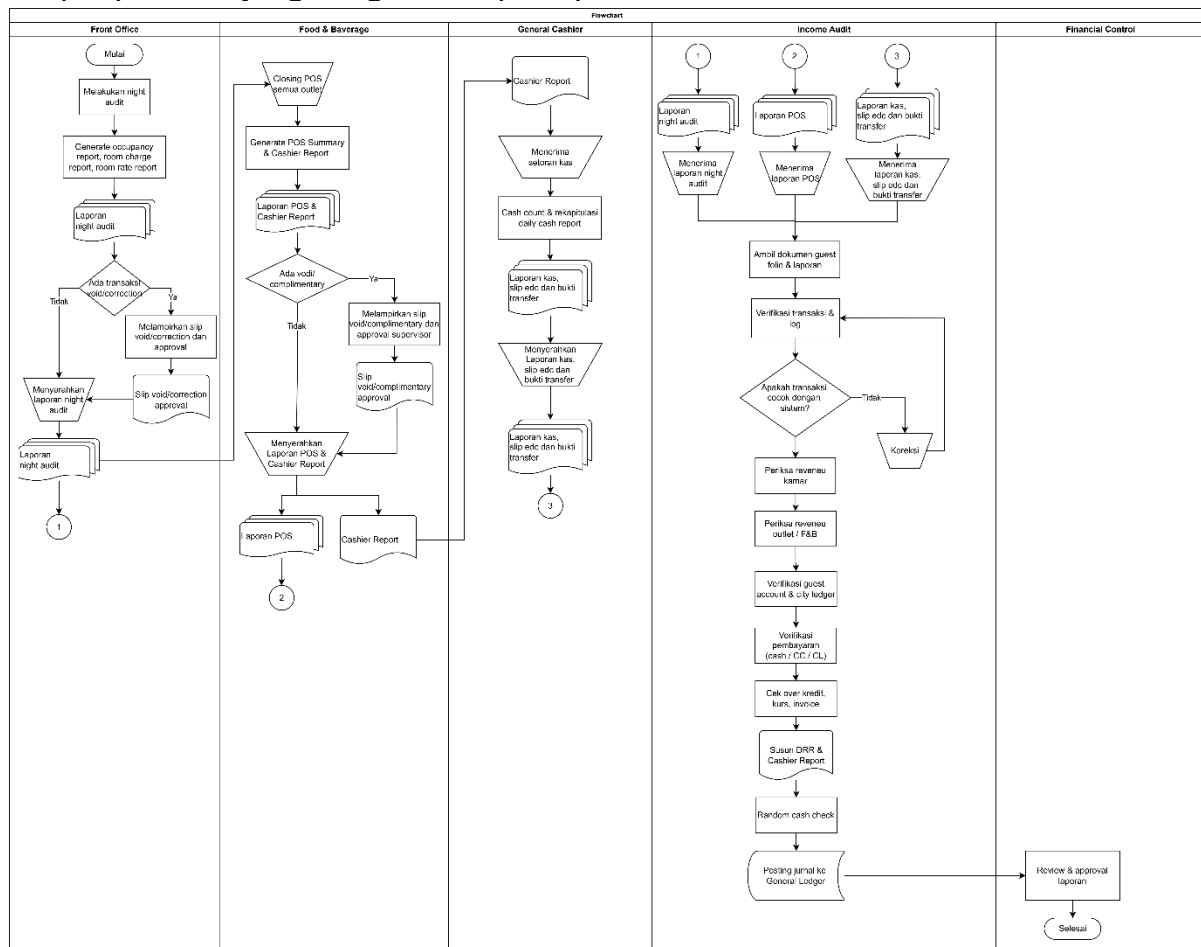 Flowchart
Front Office
Food & Baverage
General Cashier
Income Audit
Financial Control
Mulai
Melakukan night
audit
Generate occupancy
report, room charge
report, room rate report
Laporan
night audit
Ada transaksi
void/correction
Tidak
Ya
Melampirkan slip
void/correction dan
approval
Menyerahkan
laporan night
audit
Slip void/correction
approval
Laporan
night audit
1
Closing POS
semua outlet
Generate POS Summary
& Cashier Report
Laporan POS &
Cashier Report
Ada vodi/
complimentary
Ya
Tidak
Melampirkan slip
void/complimentary dan
approval supervisor
Slip
void/complimentary
approval
Menyerahkan
Laporan POS &
Cashier Report
Laporan POS
Cashier Report
2
Cashier Report
Menerima
setoran kas
Cash count & rekapitulasi
daily cash report
Laporan kas,
slip edc dan bukti
transfer
Menyerahkan
Laporan kas,
slip edc dan
bukti transfer
Laporan kas,
slip edc dan bukti
transfer
3
1
2
3
Laporan
night audit
Laporan POS
Laporan kas,
slip edc dan bukti
transfer
Menerima
laporan night
audit
Menerima
laporan POS
Menerima
laporan kas,
slip edc dan
bukti transfer
Ambil dokumen guest
folio & laporan
Verifikasi transaksi &
log
Apakah transaksi
cocok dengan
sistem?
Tidak
Koreksi
Periksa reveneu
kamar
Periksa reveneu
outlet / F&B
Verifikasi guest
account & city ledger
Verifikasi
pembayaran
(cash / CC / CL)
Cek over kredit,
kurs, invoice
Susun DRR &
Cashier Report
Random cash check
Posting jurnal ke
General Ledger
Review & approval
laporan
Selesai